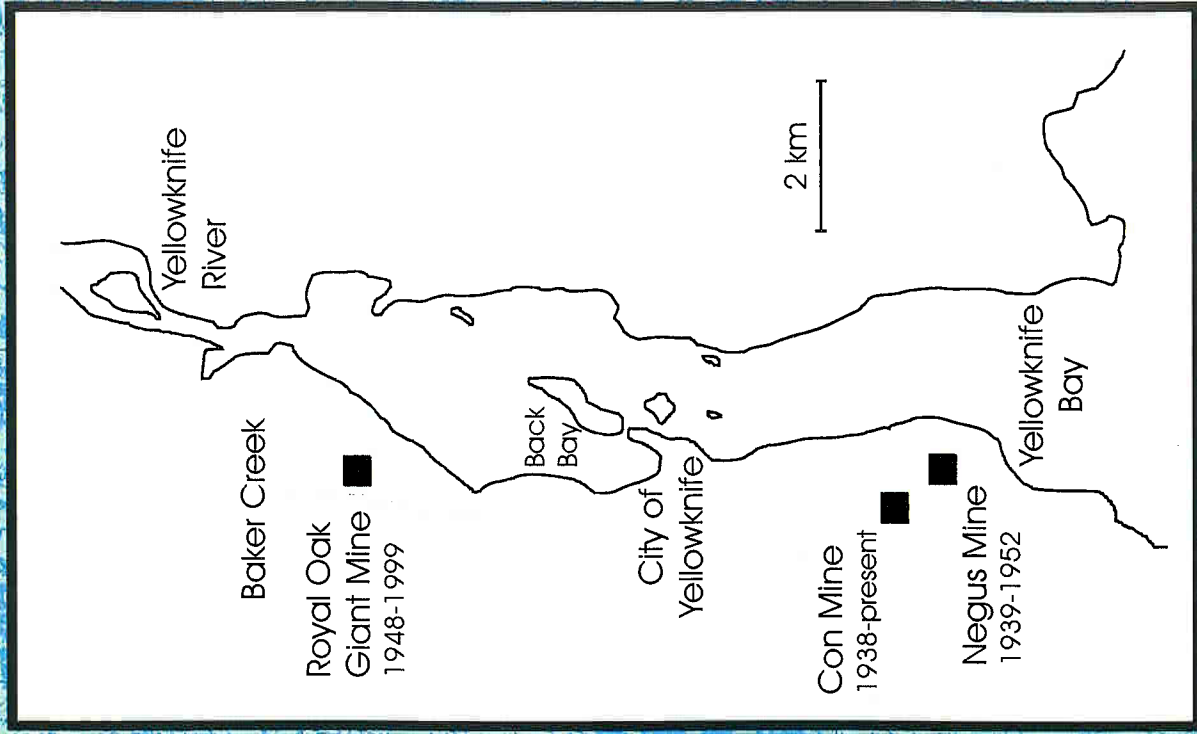 Yellowknife
River
Baker Creek
Royal Oak
Giant Mine
1948-1999
Back
Bay
City of
Yellowknife
2 km
Con Mine
1938-present
Negus Mine
1939-1952
Yellowknife
Bay